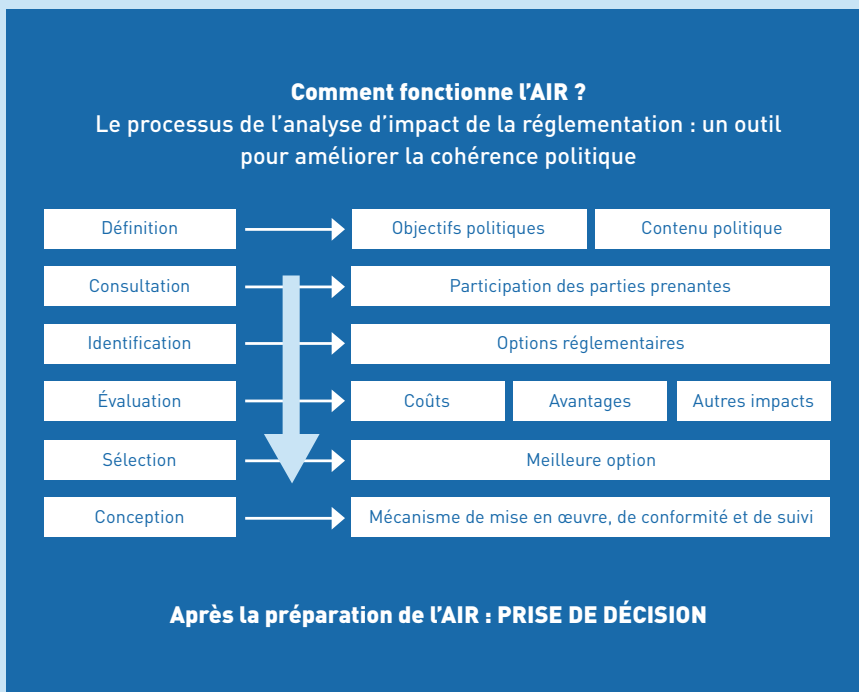 Comment fonctionne l'AIR ?
Le processus de l'analyse d'impact de la réglementation : un outil
pour améliorer la cohérence politique
Définition
Objectifs politiques
Contenu politique
Consultation
Participation des parties prenantes
Identification
Options réglementaires
Évaluation
Coûts
Avantages
Autres impacts
Sélection
Meilleure option
Conception
Mécanisme de mise en œuvre, de conformité et de suivi
Après la préparation de l'AIR : PRISE DE DÉCISION